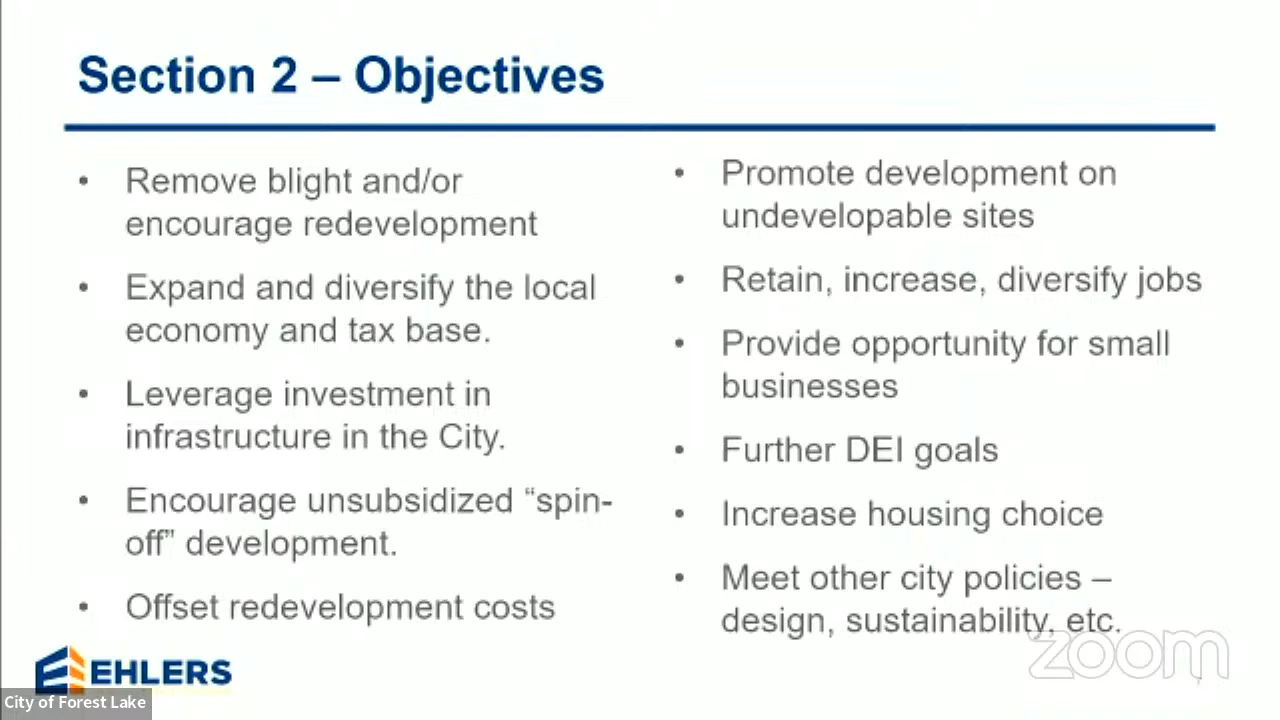 Section 2 – Objectives
• Remove blight and/or
encourage redevelopment
• Expand and diversify the local
economy and tax base.
• Leverage investment in
infrastructure in the City.
• Encourage unsubsidized “spin-
off” development.
• Offset redevelopment costs
• Promote development on
undevelopable sites
• Retain, increase, diversify jobs
• Provide opportunity for small
businesses
• Further DEI goals
• Increase housing choice
• Meet other city policies –
design, sustainability, etc.
EHLERS
zoom
City of Forest Lake